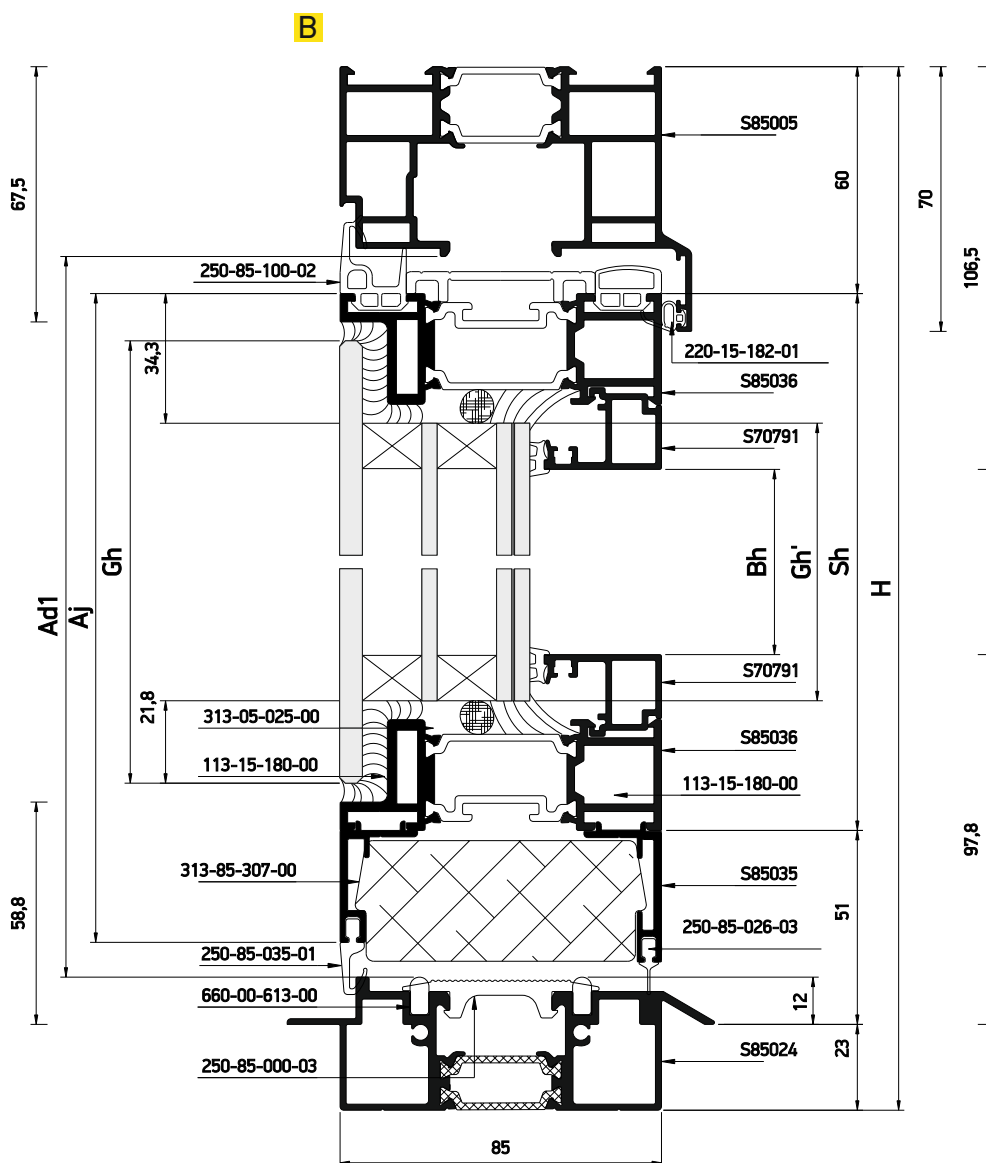 B
S85005
67,5
60
70
106,5
250-85-100-02
220-15-182-01
34,3
S85036
S70791
Gh
Ad1
Aj
Bh
Gh'
Sh
H
S70791
21,8
313-05-025-00
S85036
113-15-180-00
113-15-180-00
97,8
313-85-307-00
S85035
58,8
51
250-85-026-03
250-85-035-01
660-00-613-00
12
23
S85024
250-85-000-03
85